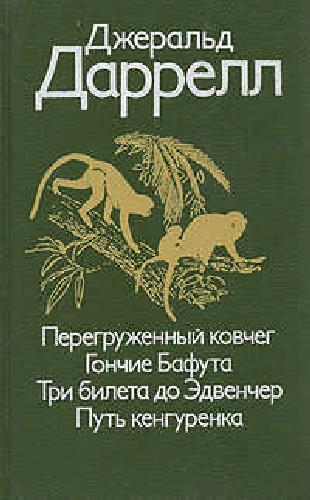 Джеральд
Даррелл
Перегруженный ковчег
Гончие Бафута
Три билета до Эдвенчер
Путь кенгуренка